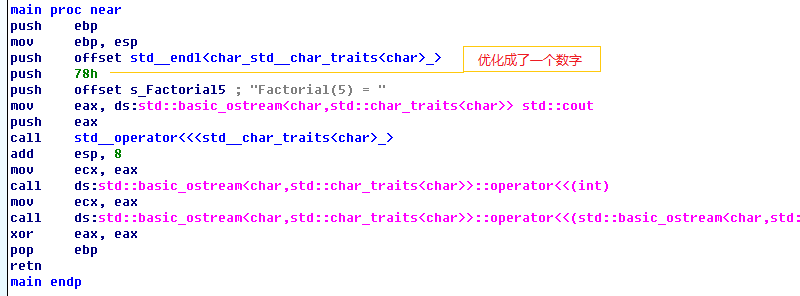 main proc near
push    ebp
mov     ebp, esp
push    offset std__endl<char_std__char_traits<char>_>
优化成了一个数字
push    78h
push    offset s_Factorial5 ; "Factorial(5) = "
mov     eax, ds:std::basic_ostream<char,std::char_traits<char>> std::cout
push    eax
call    std__operator<<<std__char_traits<char>_>
add     esp, 8
mov     ecx, eax
call    ds:std::basic_ostream<char,std::char_traits<char>>::operator<<(int)
mov     ecx, eax
call    ds:std::basic_ostream<char,std::char_traits<char>>::operator<<(std::basic_ostream<char,std:
xor     eax, eax
pop     ebp
retn
main endp